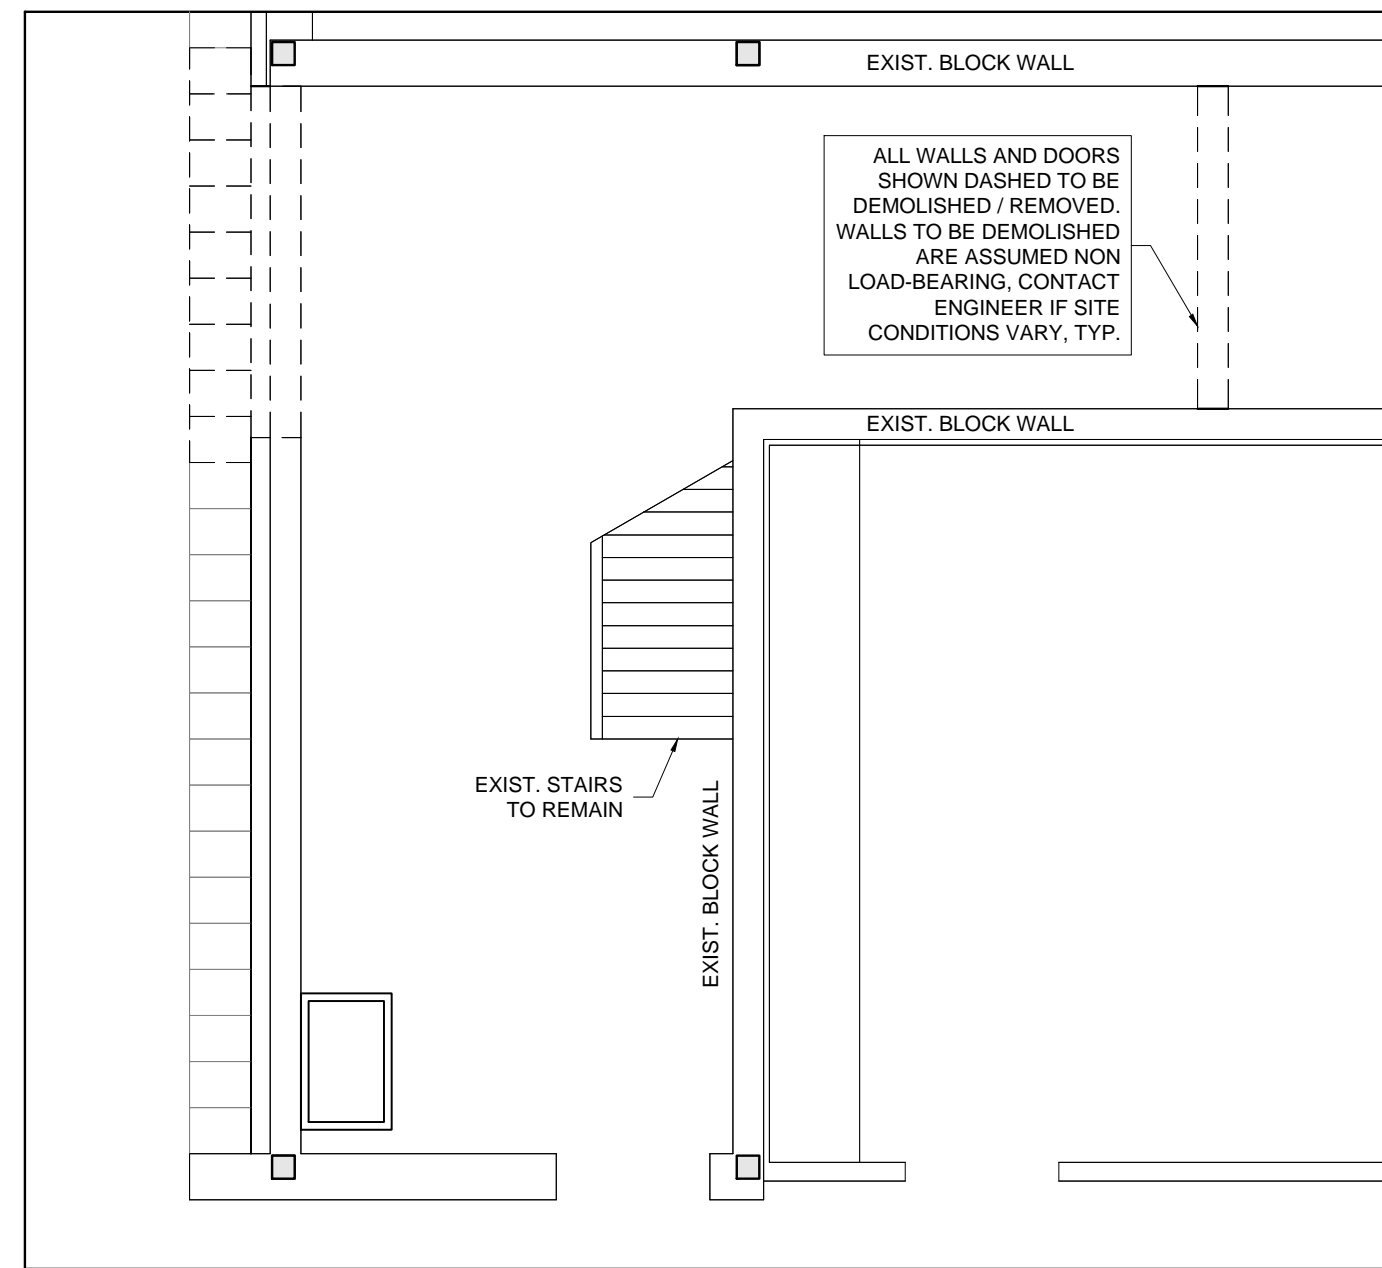 EXIST. BLOCK WALL
ALL WALLS AND DOORS
SHOWN DASHED TO BE
DEMOLISHED / REMOVED.
WALLS TO BE DEMOLISHED
ARE ASSUMED NON
LOAD-BEARING, CONTACT
ENGINEER IF SITE
CONDITIONS VARY, TYP.
EXIST. BLOCK WALL
EXIST. STAIRS
TO REMAIN
EXIST. BLOCK WALL